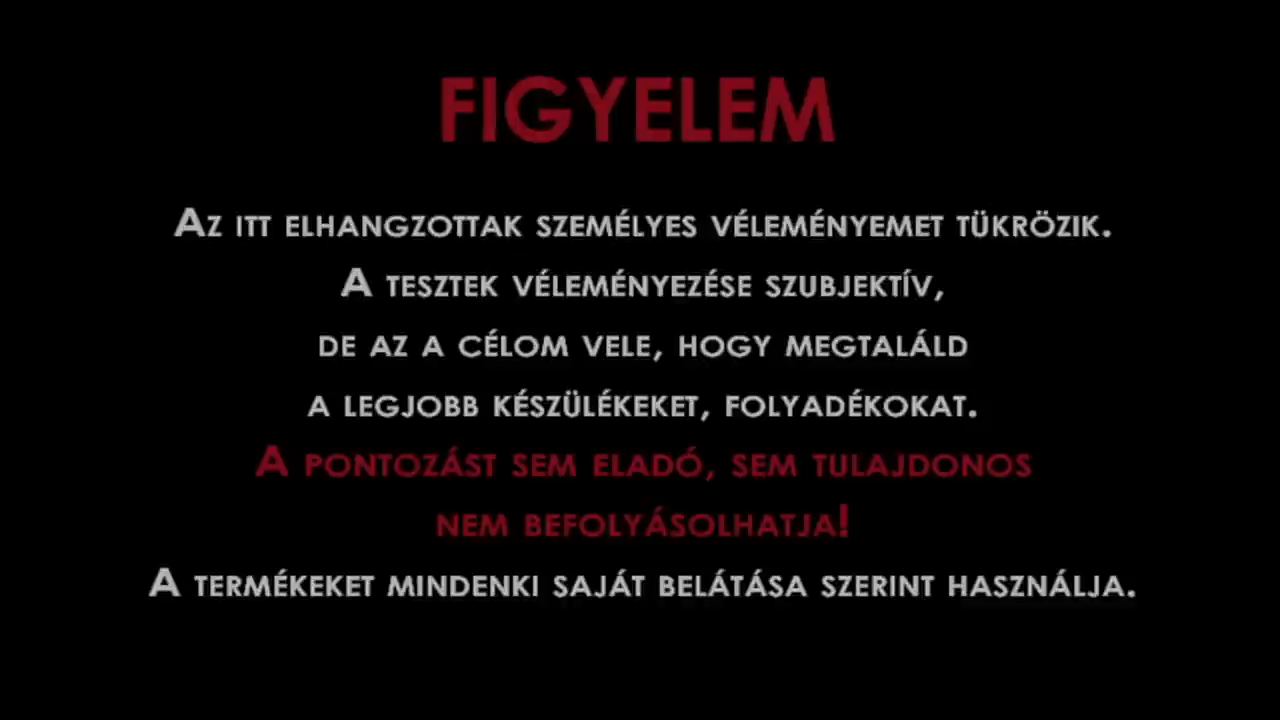 FIGYELEM
Az itt elhangzottak személyes véleményemet tükrözik.
A tesztek véleményezése szubjektív,
de az a célom vele, hogy megtaláld
a legjobb készülékeket, folyadékokat.
A pontozást sem eladó, sem tulajdonos
nem befolyásolhatja!
A termékeket mindenki saját belátása szerint használja.